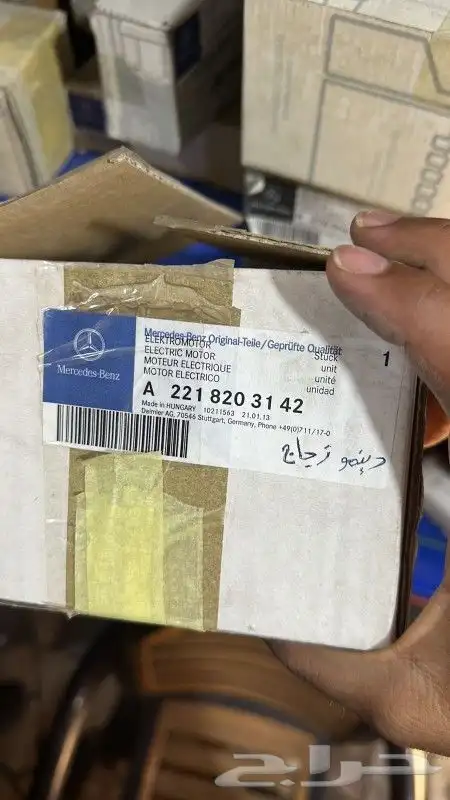 Mercedes-Benz
Mercedes-Benz Original-Teile/Geprüfte Qualität
ELEKTROMOTOR Stück 1
ELECTRIC MOTOR unit
MOTEUR ELECTRIQUE unité
MOTOR ELECTRICO unidad
A 221 820 31 42
Made in HUNGARY 10211563 21.01.13
Daimler AG, 70546 Stuttgart, Germany, Phone +49(0)711/17-0
دينمو زجاج
حراج